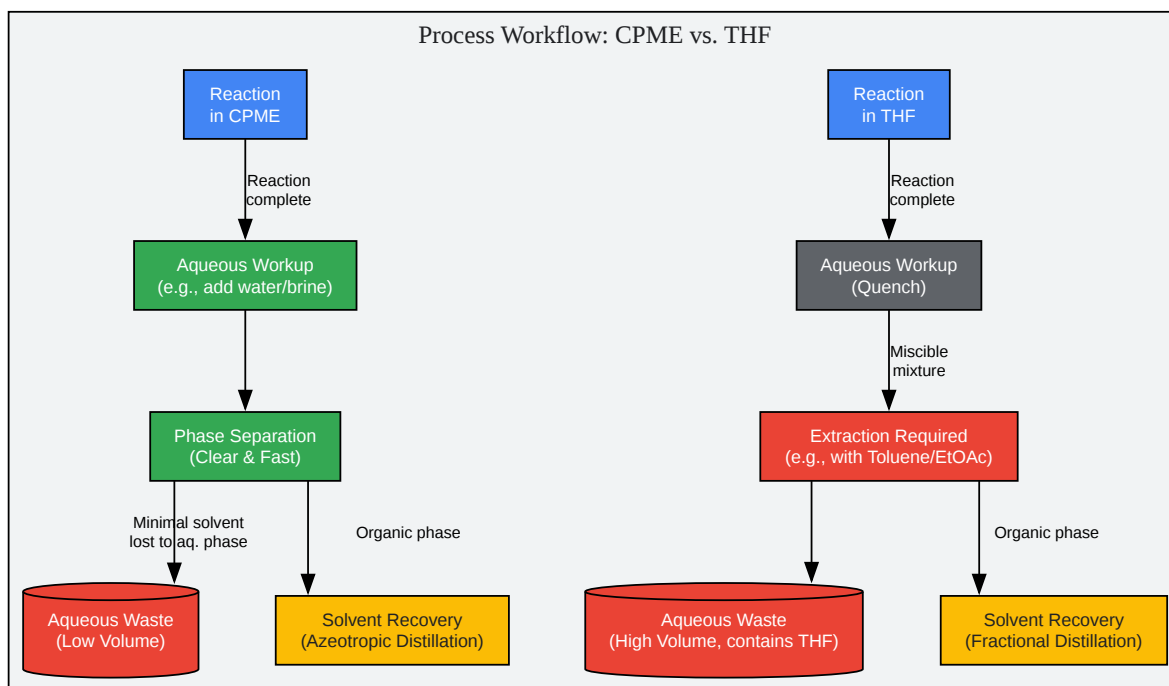 Process Workflow: CPME vs. THF
Reaction
in CPME
Reaction
complete
Aqueous Workup
(e.g., add water/brine)
Phase Separation
(Clear & Fast)
Minimal solvent
lost to aq. phase
Organic phase
Aqueous Waste
(Low Volume)
Solvent Recovery
(Azeotropic Distillation)
Reaction
in THF
Reaction
complete
Aqueous Workup
(Quench)
Miscible
mixture
Extraction Required
(e.g., with Toluene/EtOAc)
Organic phase
Aqueous Waste
(High Volume, contains THF)
Solvent Recovery
(Fractional Distillation)